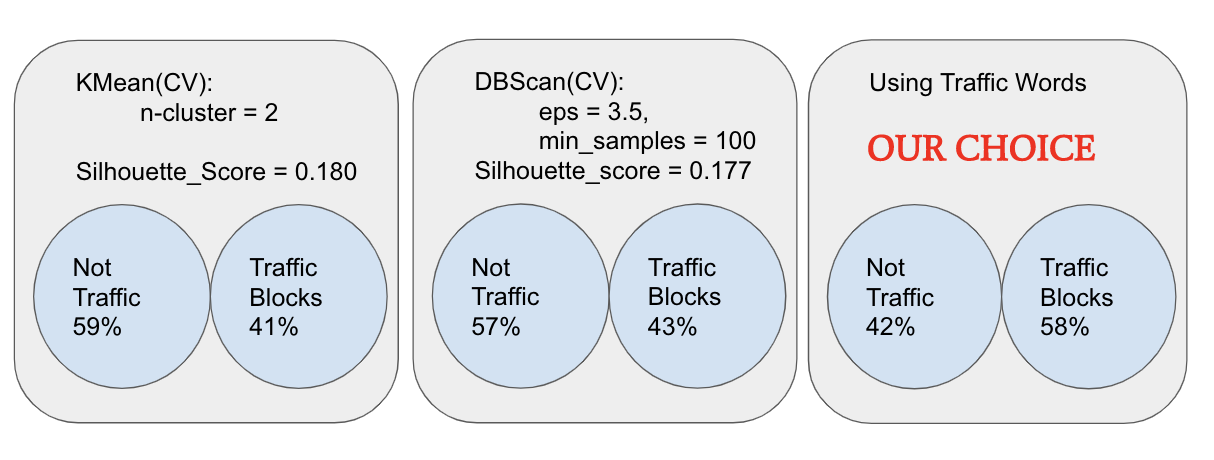 KMean(CV):
n-cluster = 2
Silhouette_Score = 0.180
Not
Traffic
59%
Traffic
Blocks
41%
DBScan(CV):
eps = 3.5,
min_samples = 100
Silhouette_score = 0.177
Not
Traffic
57%
Traffic
Blocks
43%
Using Traffic Words
OUR CHOICE
Not
Traffic
42%
Traffic
Blocks
58%